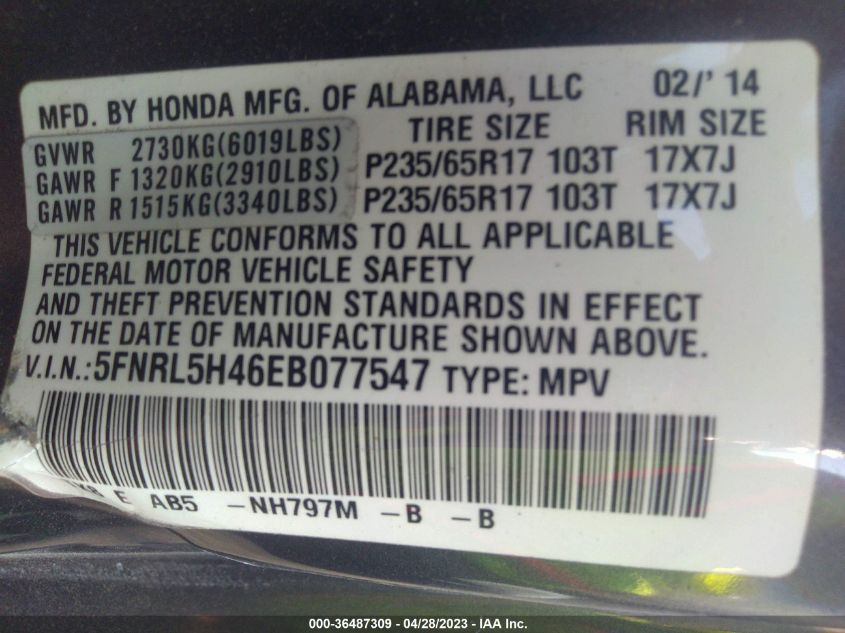 MFD. BY HONDA MFG. OF ALABAMA, LLC 02/' 14
TIRE SIZE RIM SIZE
GVWR 2730KG(6019LBS)
GAWR F 1320KG(2910LBS) P235/65R17 103T 17X7J
GAWR R 1515KG(3340LBS) P235/65R17 103T 17X7J
THIS VEHICLE CONFORMS TO ALL APPLICABLE
FEDERAL MOTOR VEHICLE SAFETY
AND THEFT PREVENTION STANDARDS IN EFFECT
ON THE DATE OF MANUFACTURE SHOWN ABOVE.
V.I.N.: 5FNRL5H46EB077547 TYPE: MPV
E AB5 -NH797M -B -B
000-36487309 - 04/28/2023 - IAA Inc.